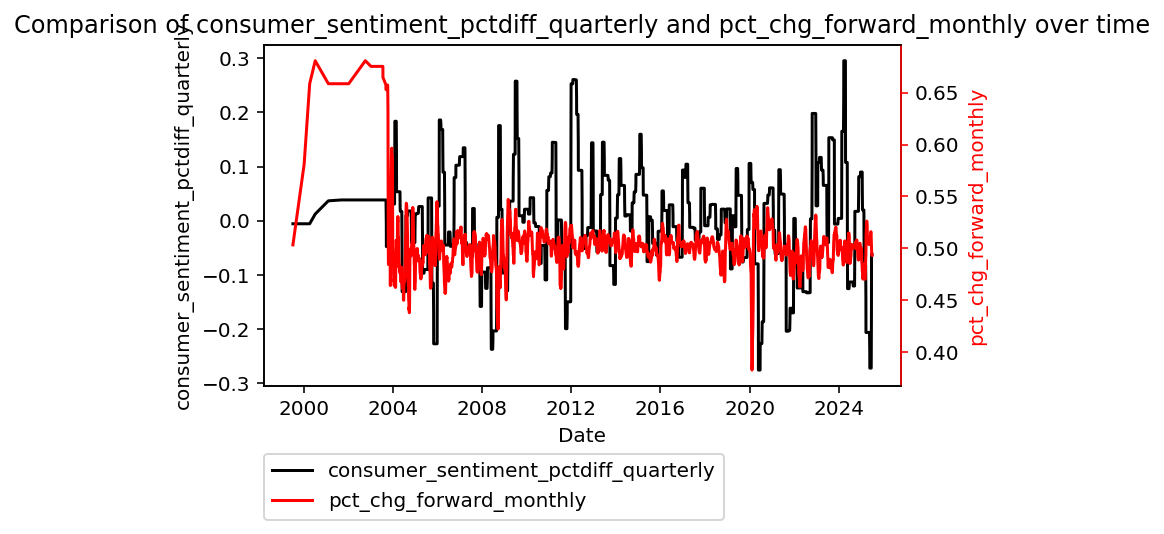 Comparison of consumer_sentiment_pctdiff_quarterly and pct_chg_forward_monthly over time
consumer_sentiment_pctdiff_quarterly
0.3
0.2
0.1
0.0
−0.1
−0.2
−0.3
0.65
0.60
0.55
0.50
0.45
0.40
pct_chg_forward_monthly
2000 2004 2008 2012 2016 2020 2024
Date
consumer_sentiment_pctdiff_quarterly
pct_chg_forward_monthly